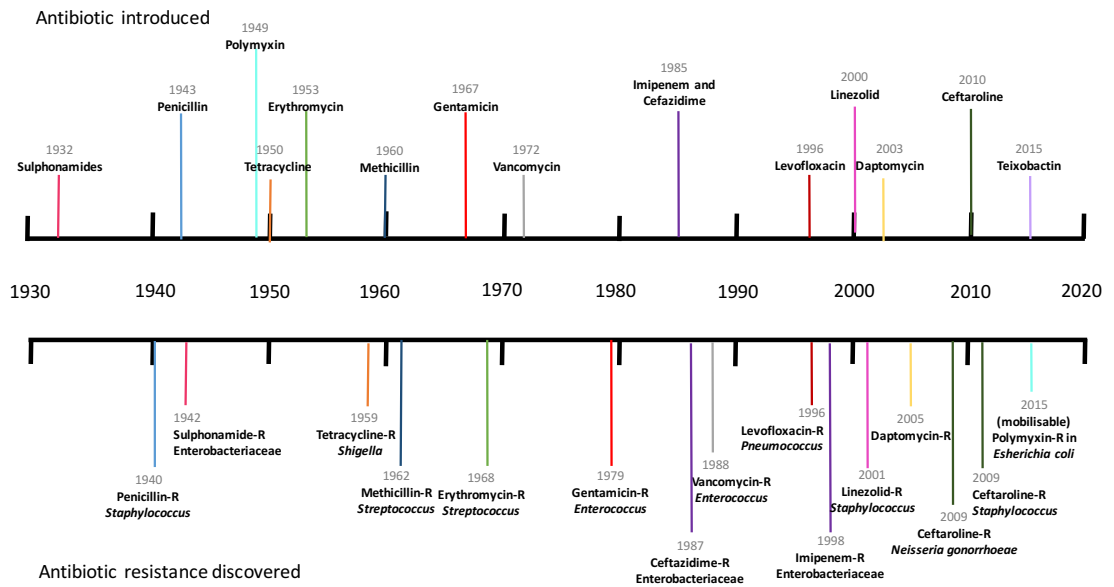 Antibiotic introduced
1932
Sulphonamides
1943
Penicillin
1949
Polymyxin
1950
Tetracycline
1953
Erythromycin
1960
Methicillin
1967
Gentamicin
1972
Vancomycin
1985
Imipenem and
Cefazidime
1996
Levofloxacin
2000
Linezolid
2003
Daptomycin
2010
Ceftaroline
2015
Teixobactin
1930 1940 1950 1960 1970 1980 1990 2000 2010 2020
1940
Penicillin-R
Staphylococcus
1942
Sulphonamide-R
Enterobacteriaceae
1959
Tetracycline-R
Shigella
1962
Methicillin-R
Streptococcus
1968
Erythromycin-R
Streptococcus
1979
Gentamicin-R
Enterococcus
1987
Ceftazidime-R
Enterobacteriaceae
1988
Vancomycin-R
Enterococcus
1996
Levofloxacin-R
Pneumococcus
1998
Imipenem-R
Enterobacteriaceae
2001
Linezolid-R
Staphylococcus
2005
Daptomycin-R
2009
Ceftaroline-R
Neisseria gonorrhoeae
2009
Ceftaroline-R
Staphylococcus
2015
(mobilisable)
Polymyxin-R in
Esherichia coli
Antibiotic resistance discovered